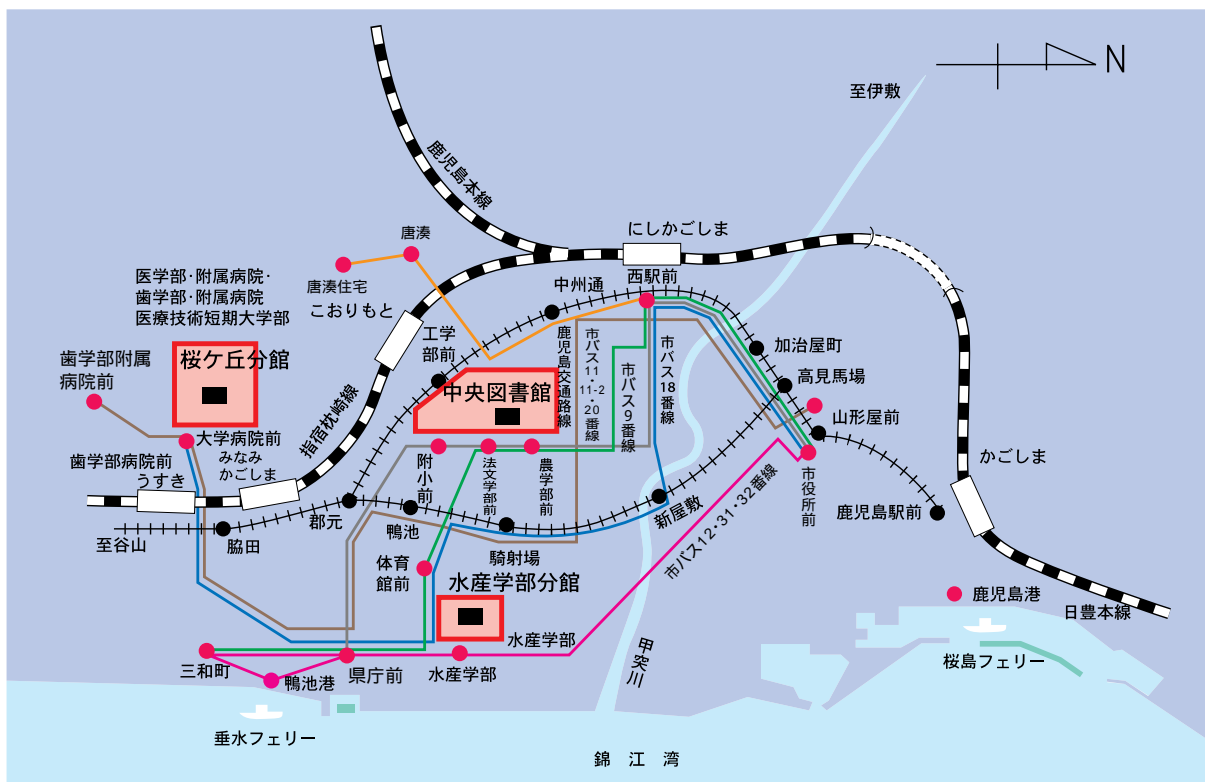 N
至伊敷
鹿児島本線
にしかごしま
唐湊
西駅前
医学部・附属病院・
歯学部・附属病院
医療技術短期大学部
唐湊住宅
中州通
こおりもと
工学
部前
鹿児島交通路線
市バス11・
11-2
・20番線
市バス9番線
市バス18番線
加治屋町
歯学部附属
病院前
桜ケ丘分館
中央図書館
高見馬場
山形屋前
指宿枕崎線
大学病院前
みなみ
かごしま
歯学部病院前
うすき
附小前
法文学部前
農学部前
かごしま
市役所前
新屋敷
市バス12・31・32番線
鹿児島駅前
郡元
鴨池
騎射場
至谷山
脇田
体育
館前
水産学部分館
鹿児島港
日豊本線
水産学部
甲突川
桜島フェリー
三和町
鴨池港
県庁前
水産学部
垂水フェリー
錦江湾